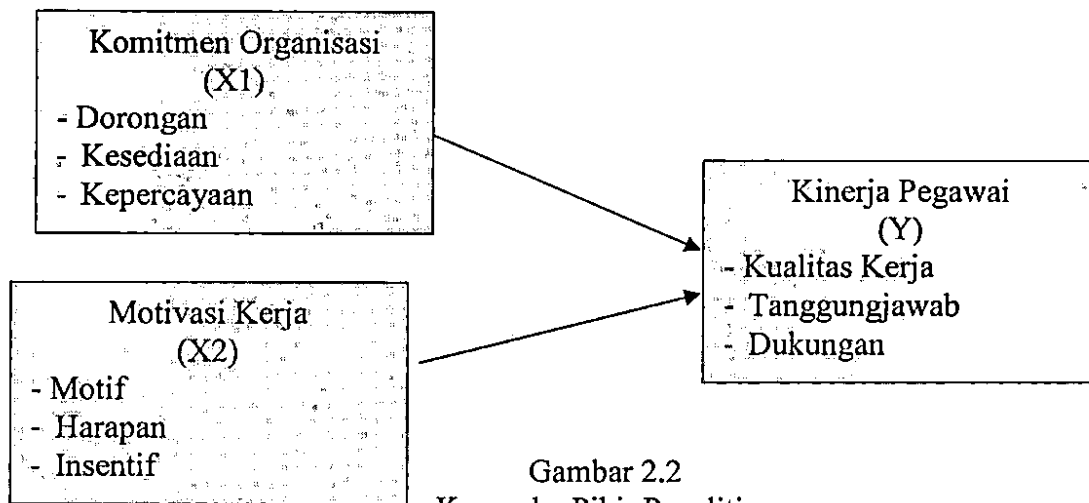 Komitmen Organisasi
(X1)
- Dorongan
- Kesediaan
- Kepercayaan
Motivasi Kerja
(X2)
- Motif
- Harapan
- Insentif
Kinerja Pegawai
(Y)
- Kualitas Kerja
- Tanggungjawab
- Dukungan
Gambar 2.2